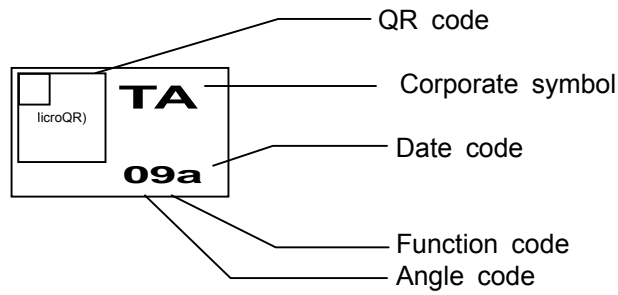 QR code
TA
Corporate symbol
licroQR)
Date code
09a
Function code
Angle code